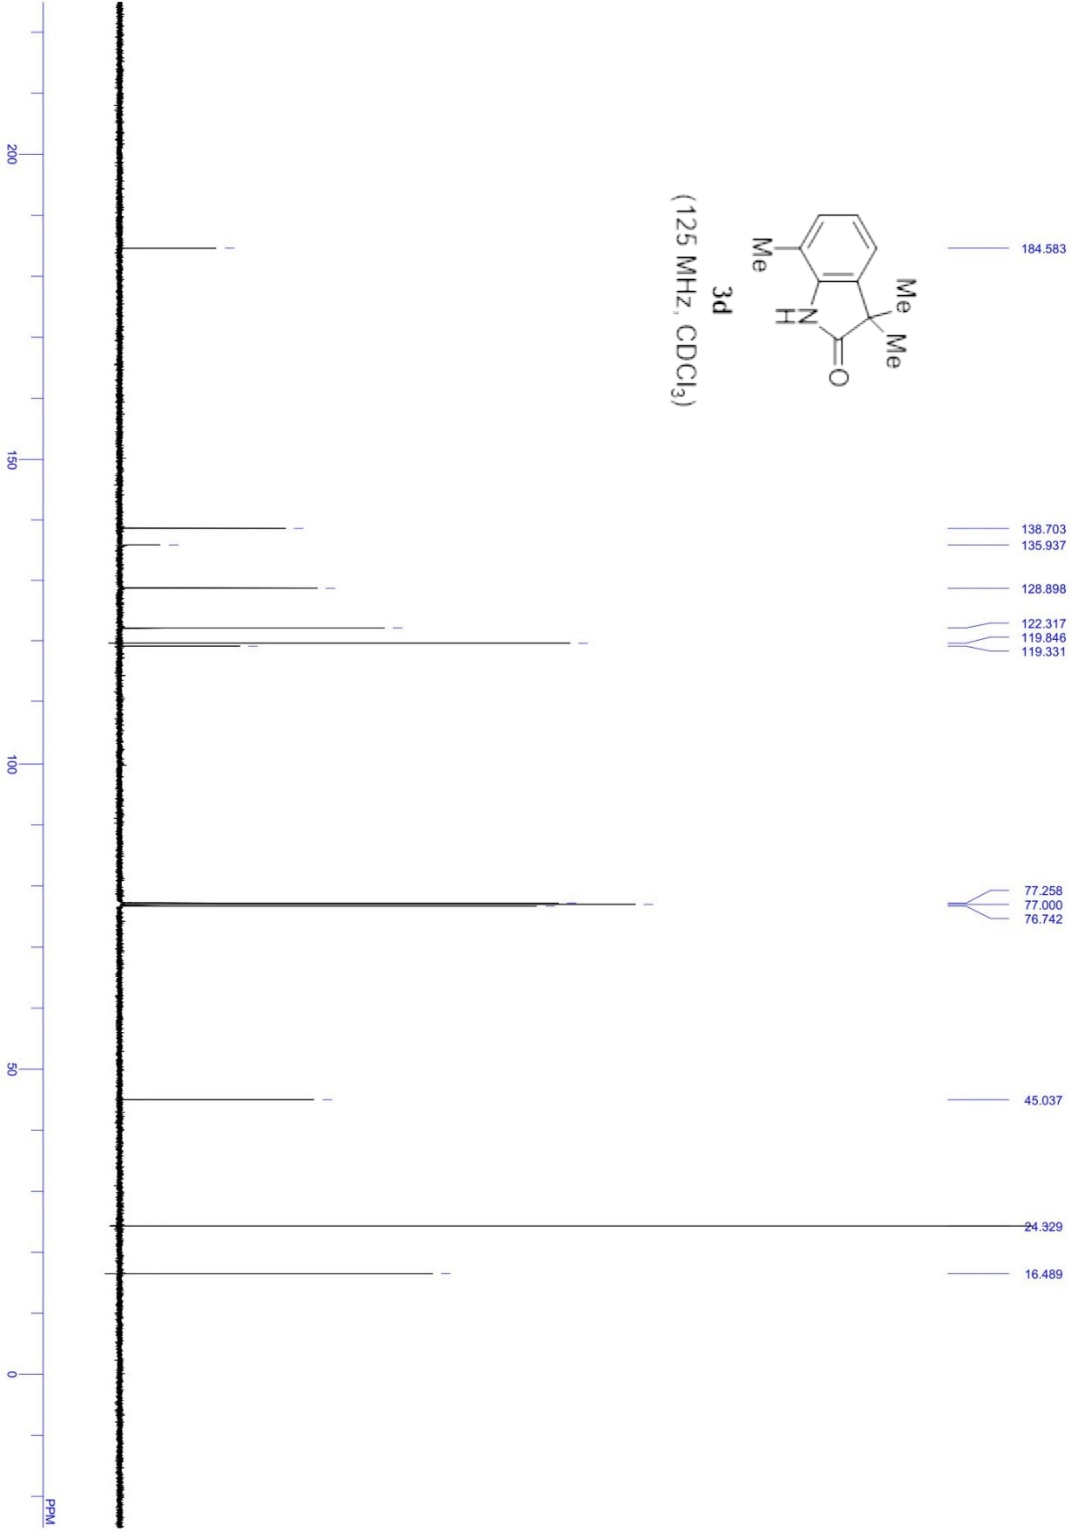 184.583
138.703
135.937
128.898
122.317
119.846
119.331
77.258
77.000
76.742
45.037
24.329
16.489
Me
Me
O
N
H
Me
3d
(125 MHz, CDCl₃)
200
150
100
50
0
PPM